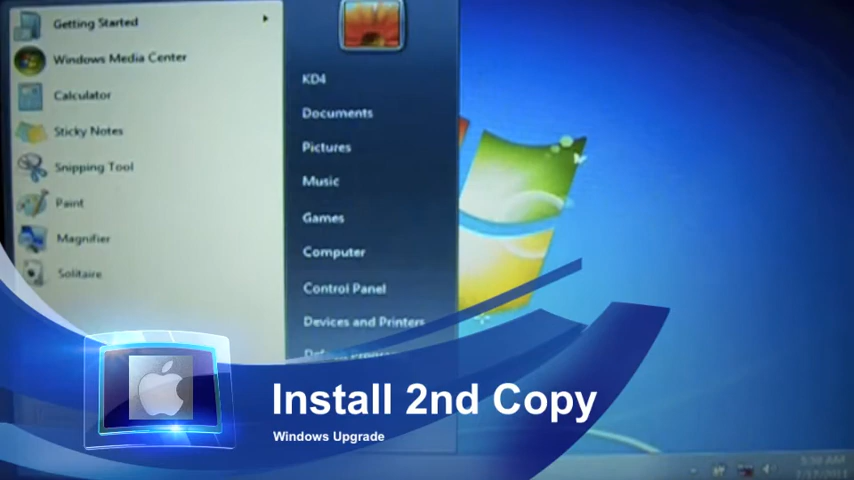 Getting Started
Windows Media Center
Calculator
Sticky Notes
Snipping Tool
Paint
Magnifier
Solitaire
KD4
Documents
Pictures
Music
Games
Computer
Control Panel
Devices and Printers
Install 2nd Copy
Windows Upgrade